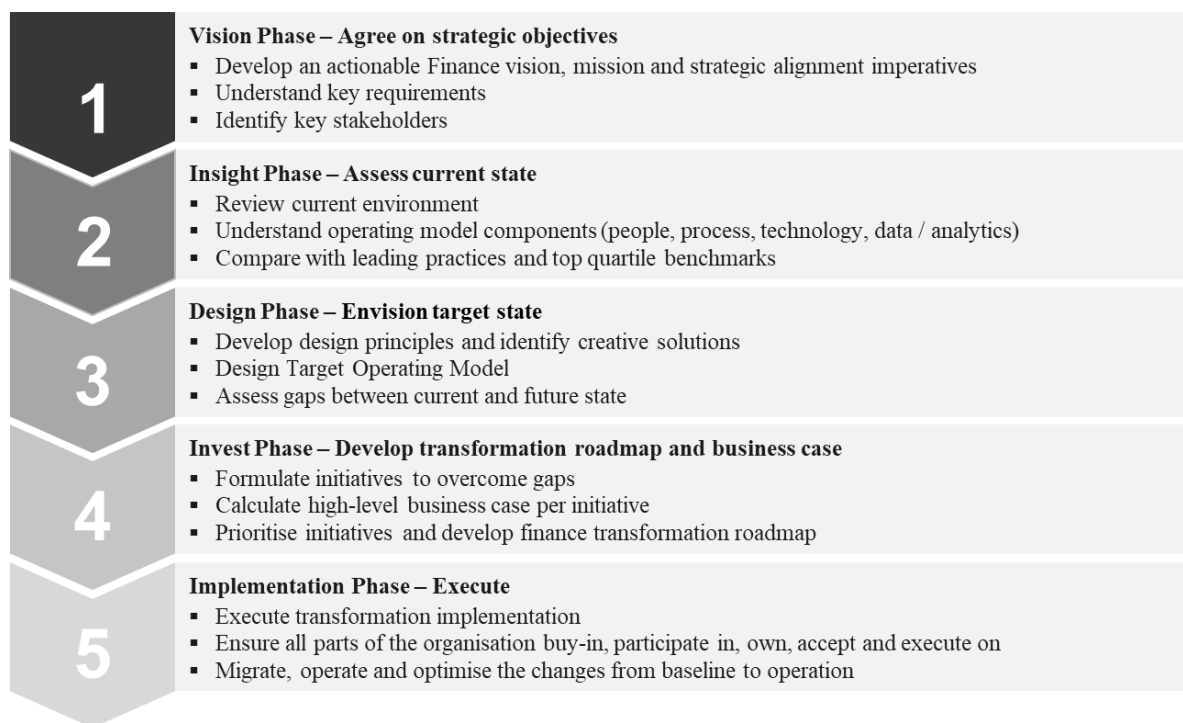 1
Vision Phase – Agree on strategic objectives
▪ Develop an actionable Finance vision, mission and strategic alignment imperatives
▪ Understand key requirements
▪ Identify key stakeholders
2
Insight Phase – Assess current state
▪ Review current environment
▪ Understand operating model components (people, process, technology, data / analytics)
▪ Compare with leading practices and top quartile benchmarks
3
Design Phase – Envision target state
▪ Develop design principles and identify creative solutions
▪ Design Target Operating Model
▪ Assess gaps between current and future state
4
Invest Phase – Develop transformation roadmap and business case
▪ Formulate initiatives to overcome gaps
▪ Calculate high-level business case per initiative
▪ Prioritise initiatives and develop finance transformation roadmap
5
Implementation Phase – Execute
▪ Execute transformation implementation
▪ Ensure all parts of the organisation buy-in, participate in, own, accept and execute on
▪ Migrate, operate and optimise the changes from baseline to operation